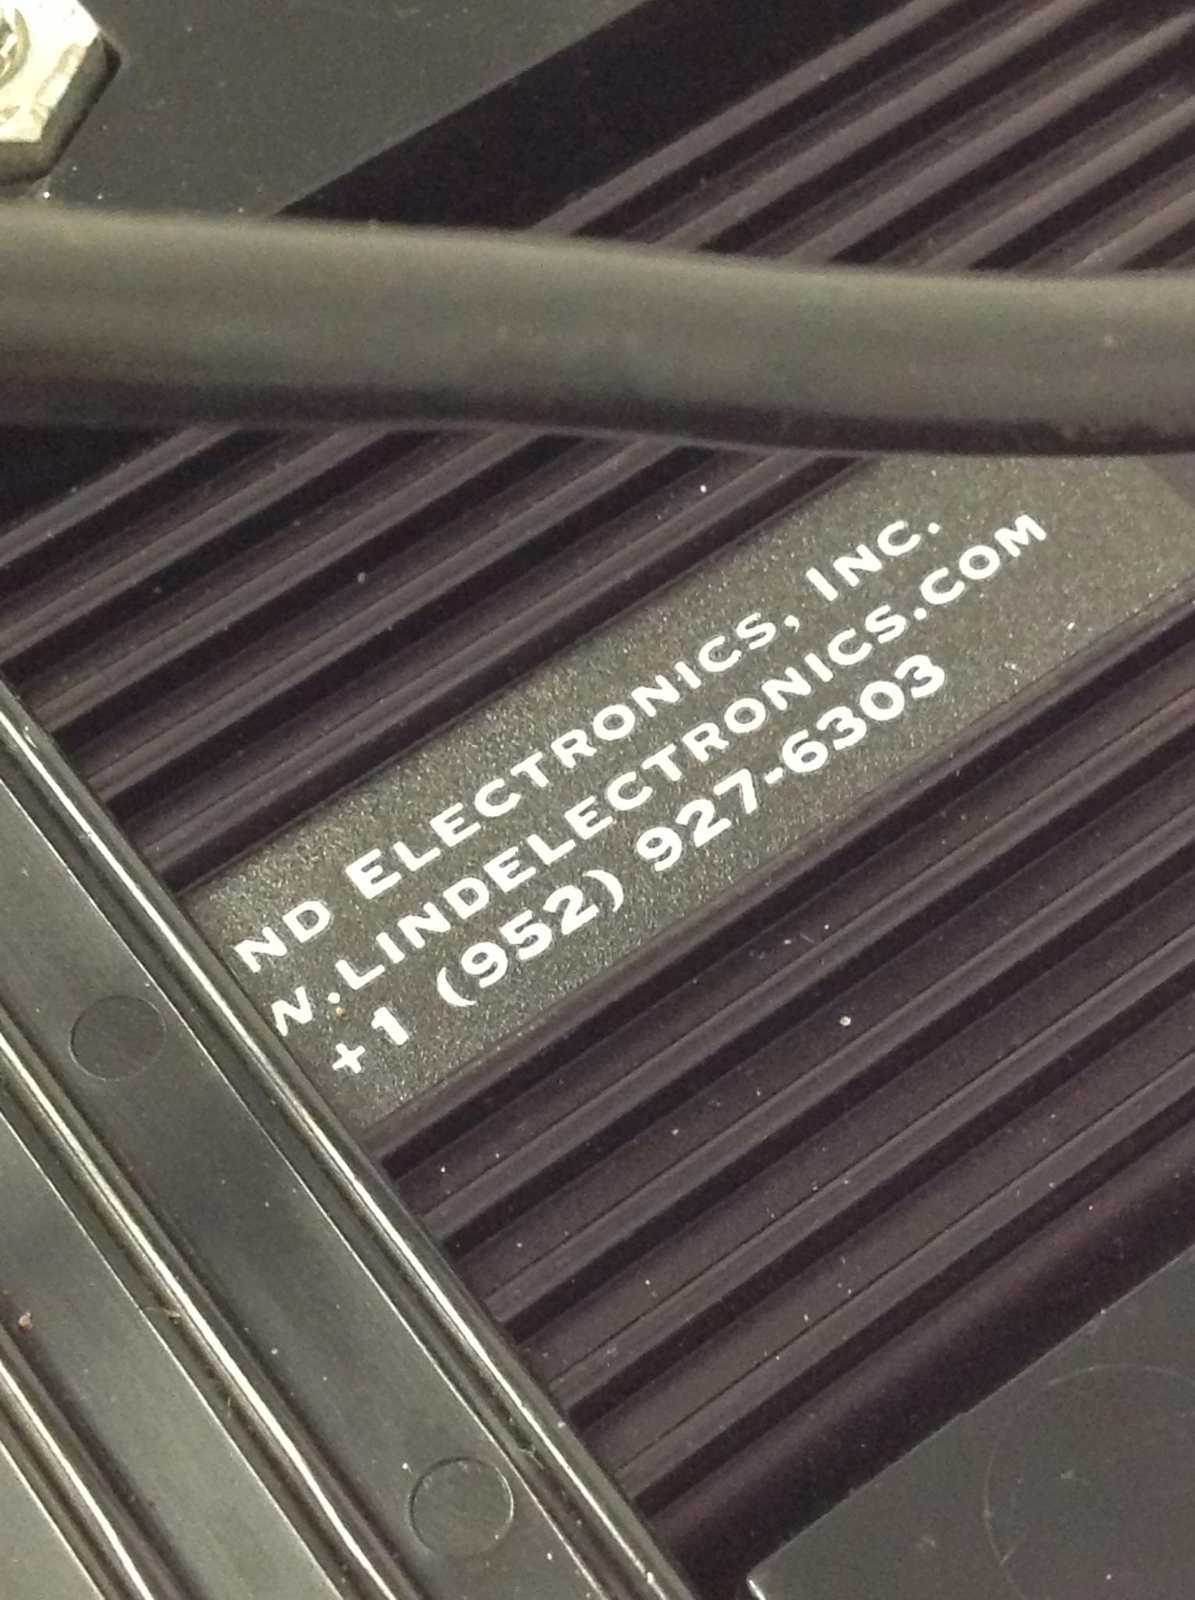 ND ELECTRONICS, INC.
N.LINDELECTRONICS.COM
+1 (952) 927-6303